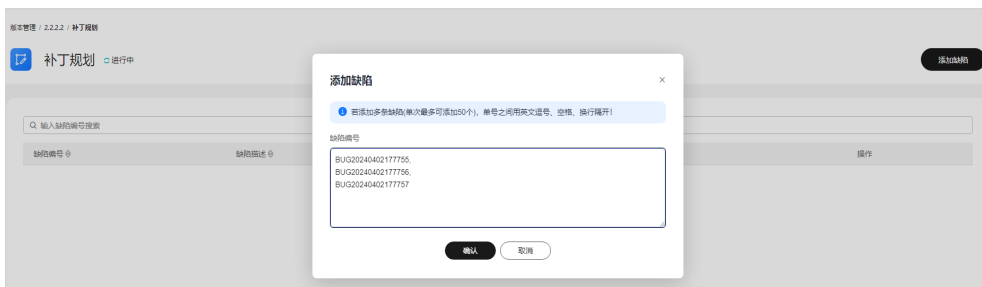 版本管理 / 2.2.2.2 / 补丁规划
补丁规划 进行中
添加缺陷
添加缺陷
若添加多条缺陷(单次最多可添加50个)，单号之间用英文逗号、空格、换行隔开！
输入缺陷编号搜索
缺陷编号
缺陷编号
缺陷描述
操作
BUG20240402177755,
BUG20240402177756,
BUG20240402177757
确认
取消